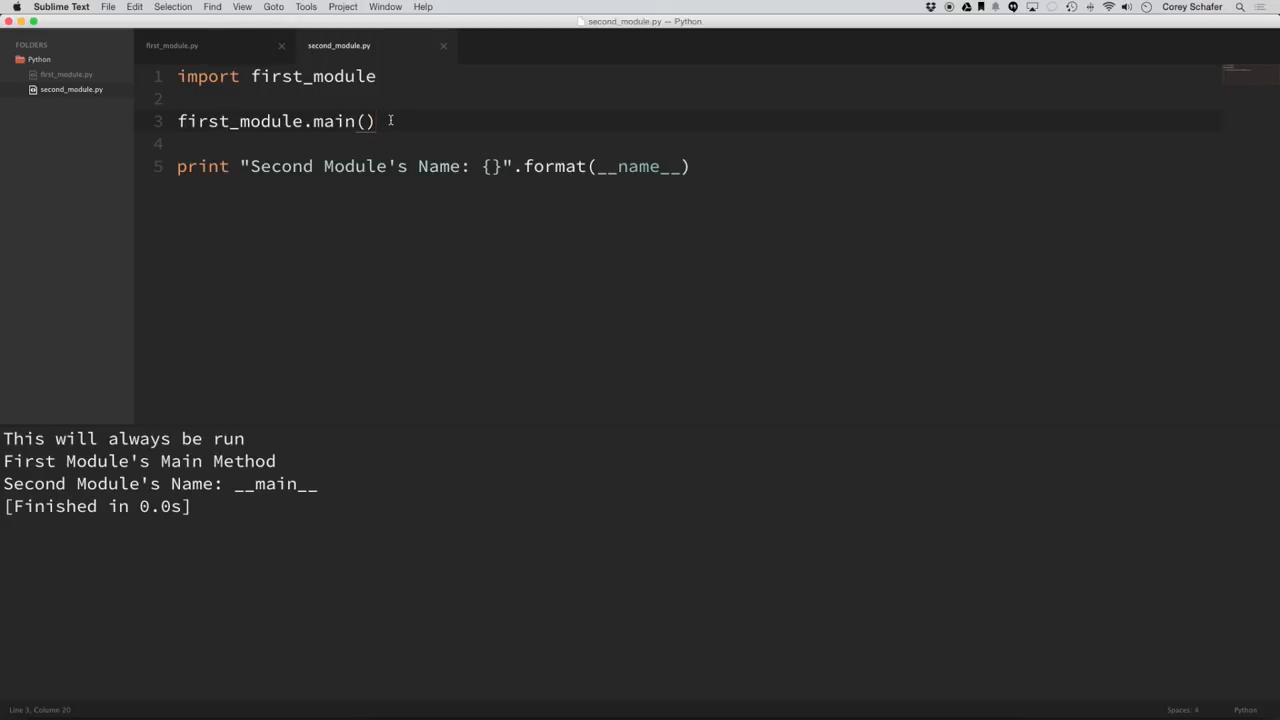 Sublime Text File Edit Selection Find View Goto Tools Project Window Help Corey Schafer
second_module.py — Python
FOLDERS
Python
first_module.py
second_module.py
first_module.py second_module.py
1 import first_module
2
3 first_module.main()
4
5 print "Second Module's Name: {}".format(__name__)
This will always be run
First Module's Main Method
Second Module's Name: __main__
[Finished in 0.0s]
Line 3, Column 20 Spaces: 4 Python